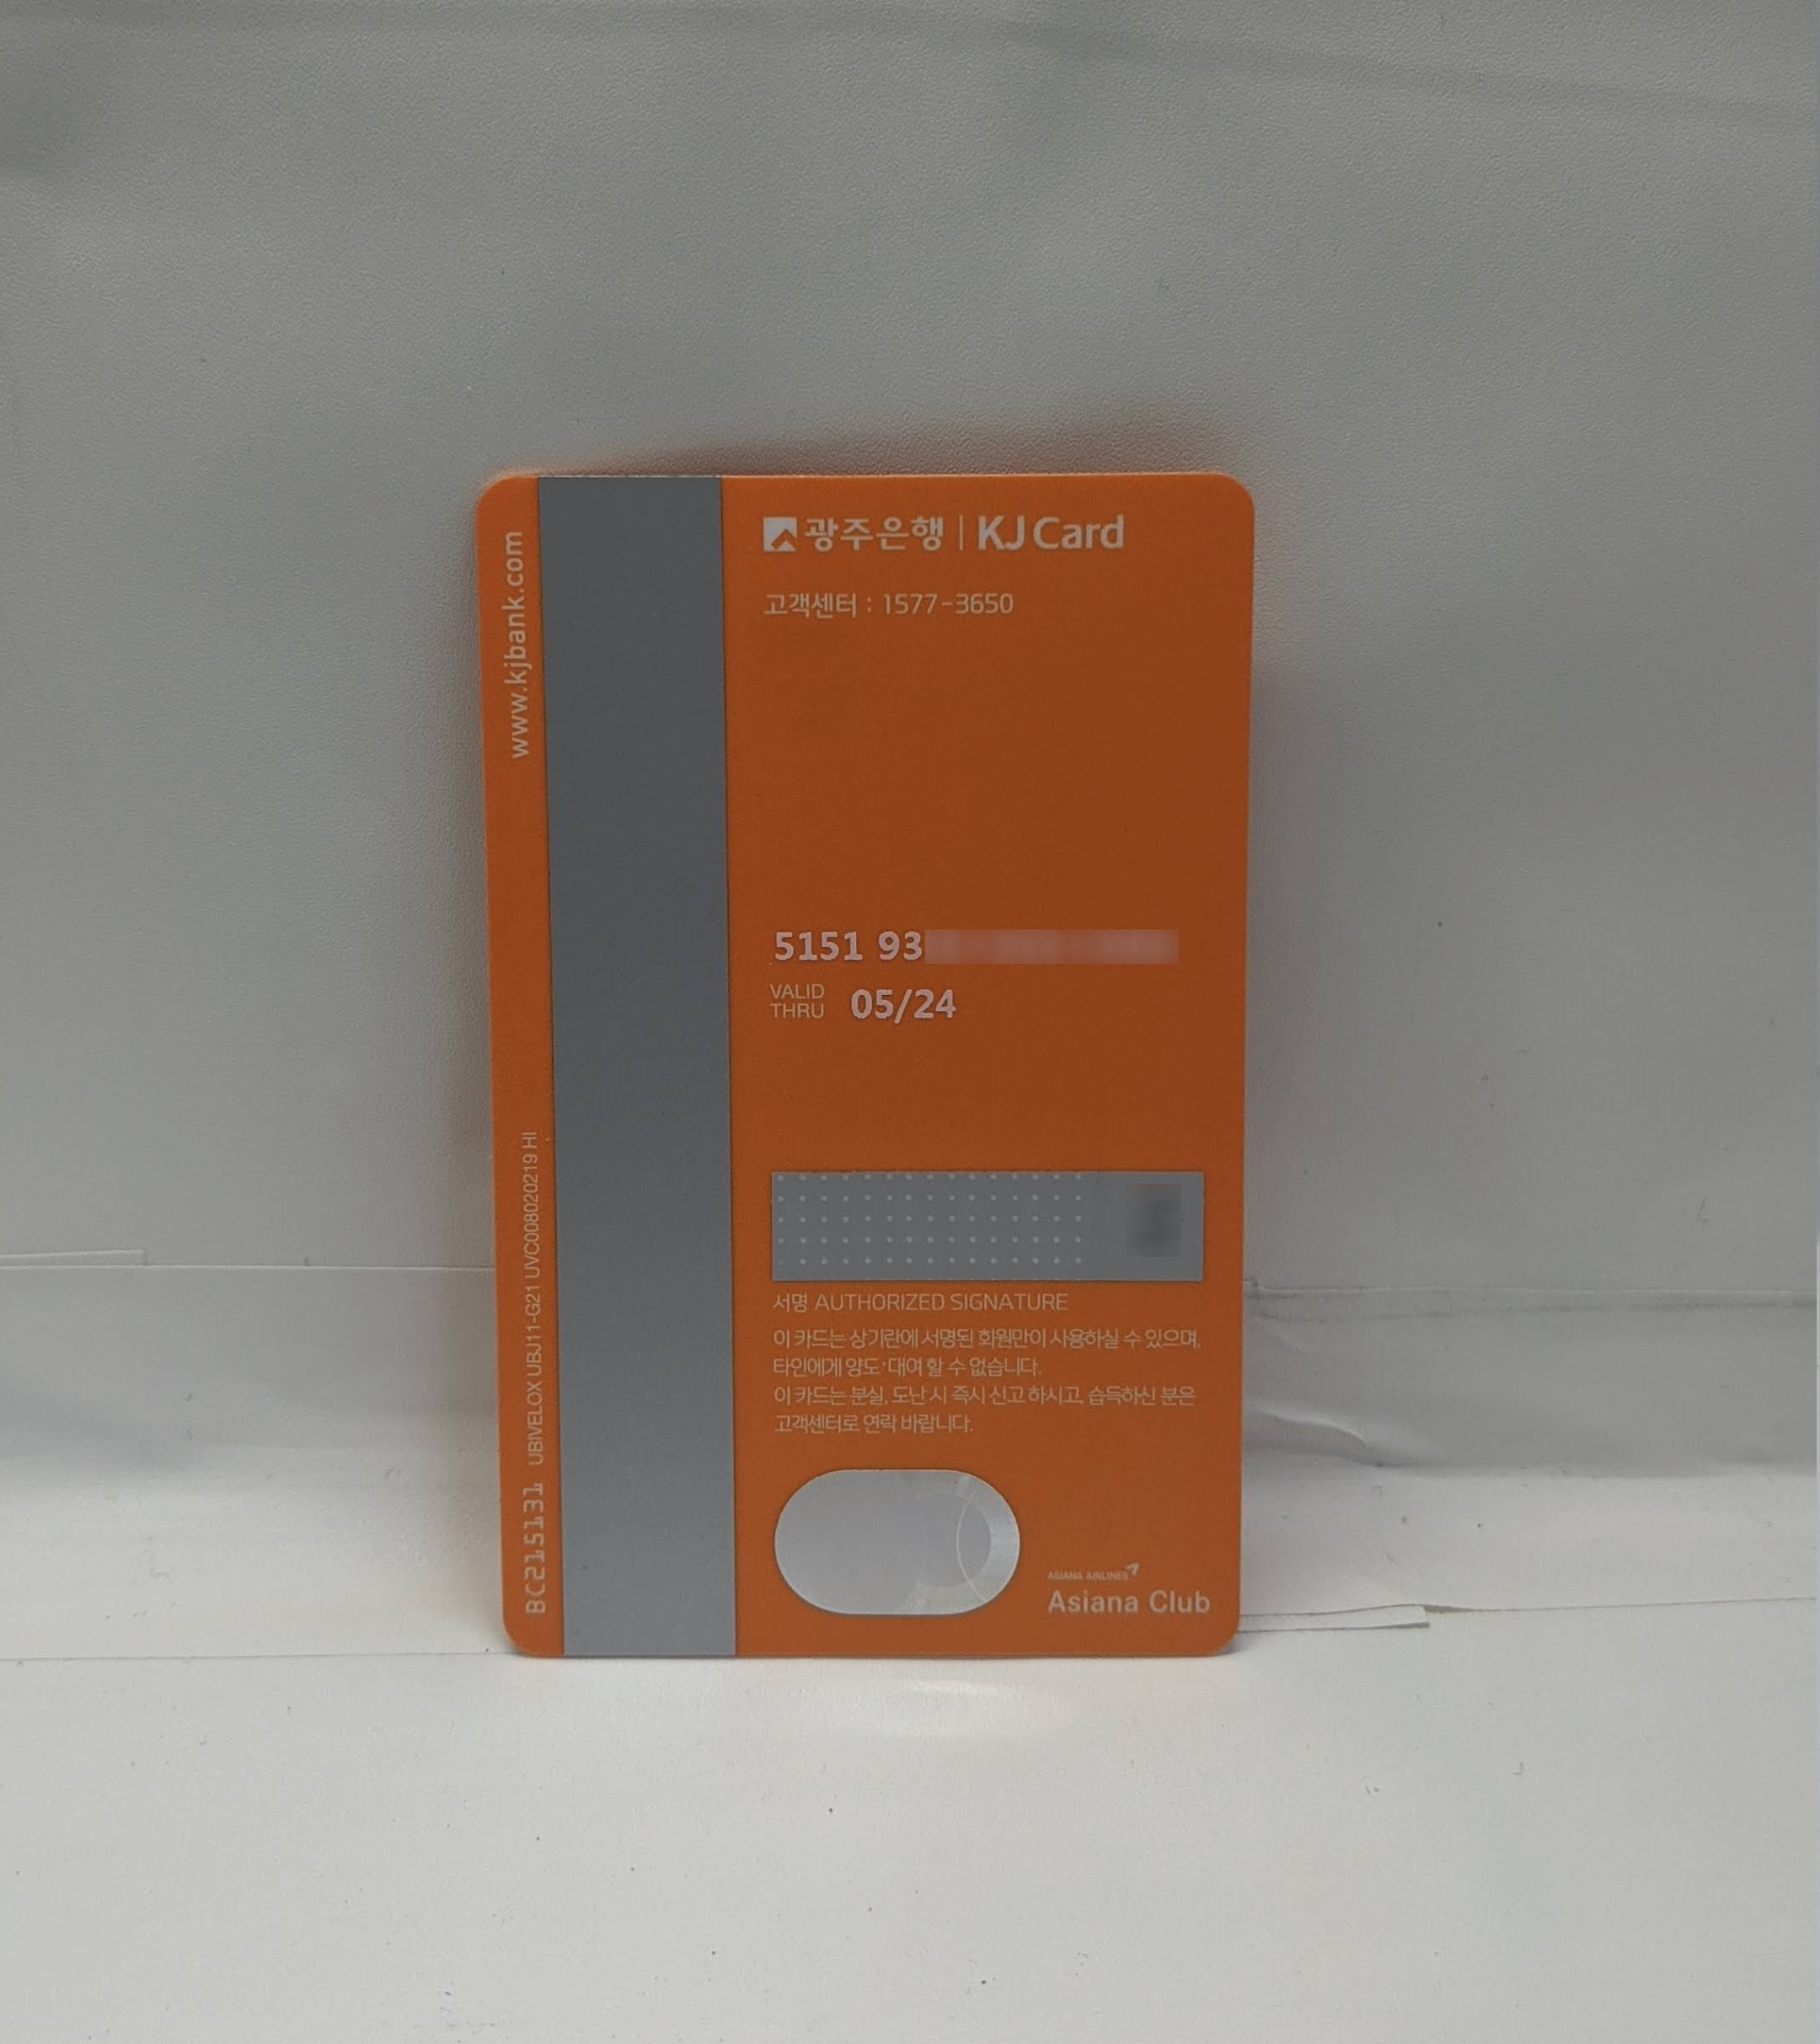 광주은행 | KJ Card
고객센터 : 1577-3650
www.kjbank.com
5151 93
VALID THRU 05/24
서명 AUTHORIZED SIGNATURE
이 카드는 상기란에 서명된 회원만이 사용하실 수 있으며,
타인에게 양도·대여 할 수 없습니다.
이 카드는 분실, 도난 시 즉시 신고 하시고, 습득하신 분은
고객센터로 연락 바랍니다.
ASIANA AIRLINES
Asiana Club
BC215131 UBIVELOX UBJ11-G21 UVC008020219 HI